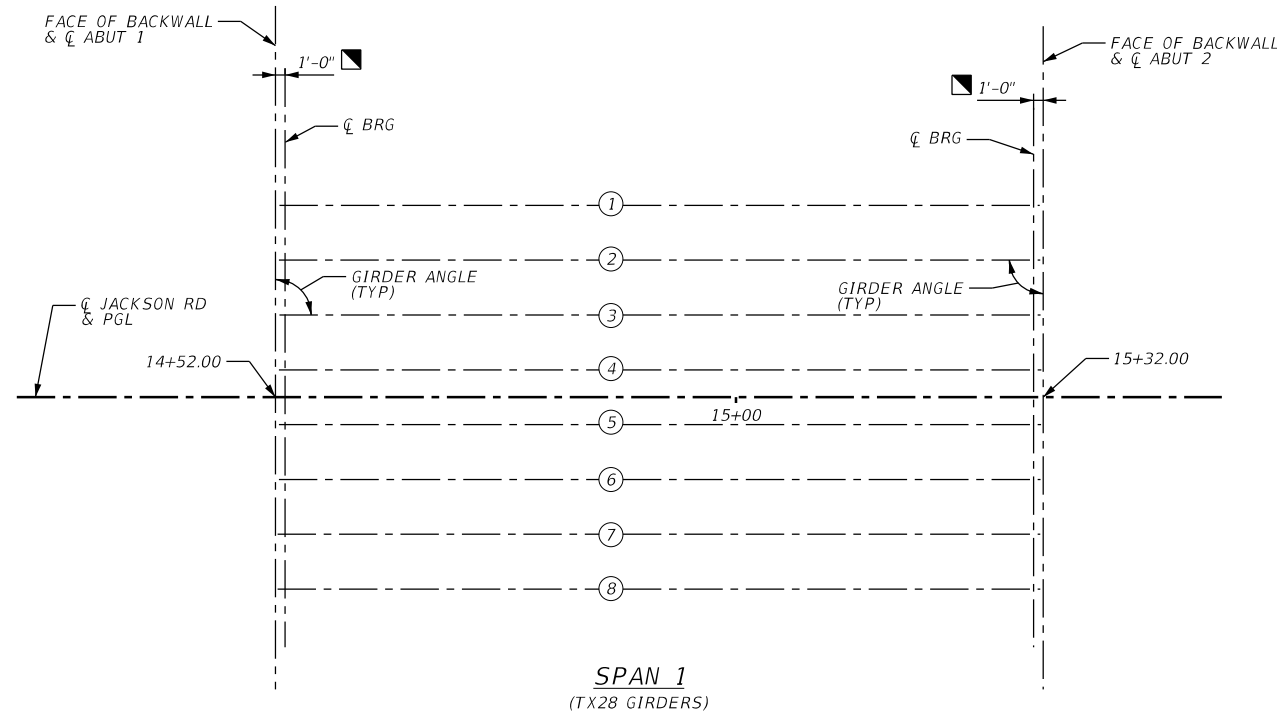 FACE OF BACKWALL
& ℄ ABUT 1
FACE OF BACKWALL
& ℄ ABUT 2
1'-0"
1'-0"
℄ BRG
℄ BRG
1
2
GIRDER ANGLE
(TYP)
GIRDER ANGLE
(TYP)
℄ JACKSON RD
& PGL
3
14+52.00
4
15+32.00
15+00
5
6
7
8
SPAN 1
(TX28 GIRDERS)